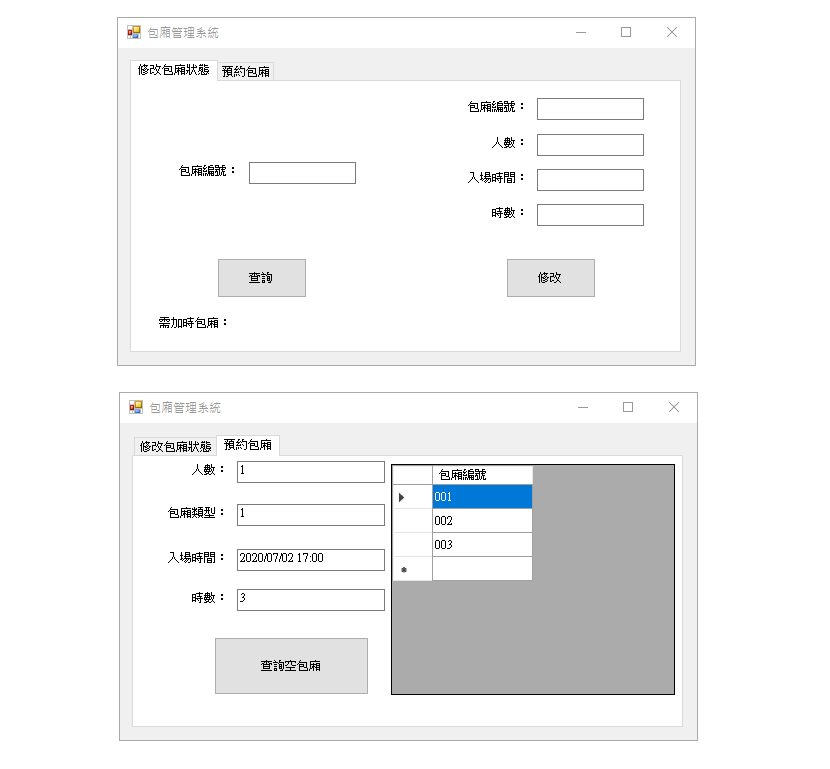 包廂管理系統
修改包廂狀態 預約包廂
包廂編號：
人數：
包廂編號：
入場時間：
時數：
查詢 修改
需加時包廂：
包廂管理系統
修改包廂狀態 預約包廂
人數： 1
包廂類型： 1
入場時間： 2020/07/02 17:00
時數： 3
查詢空包廂
包廂編號
001
002
003